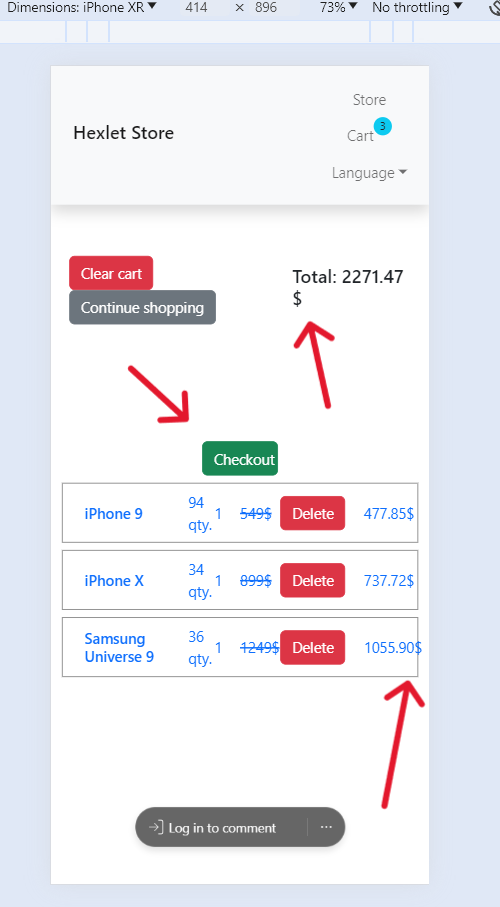 Dimensions: iPhone XR 414 × 896 73% No throttling
Store
Hexlet Store
Cart 3
Language
Clear cart
Continue shopping
Total: 2271.47
$
Checkout
iPhone 9 94 qty. 1 549$ Delete 477.85$
iPhone X 34 qty. 1 899$ Delete 737.72$
Samsung Universe 9 36 qty. 1 1249$ Delete 1055.90$
Log in to comment ...